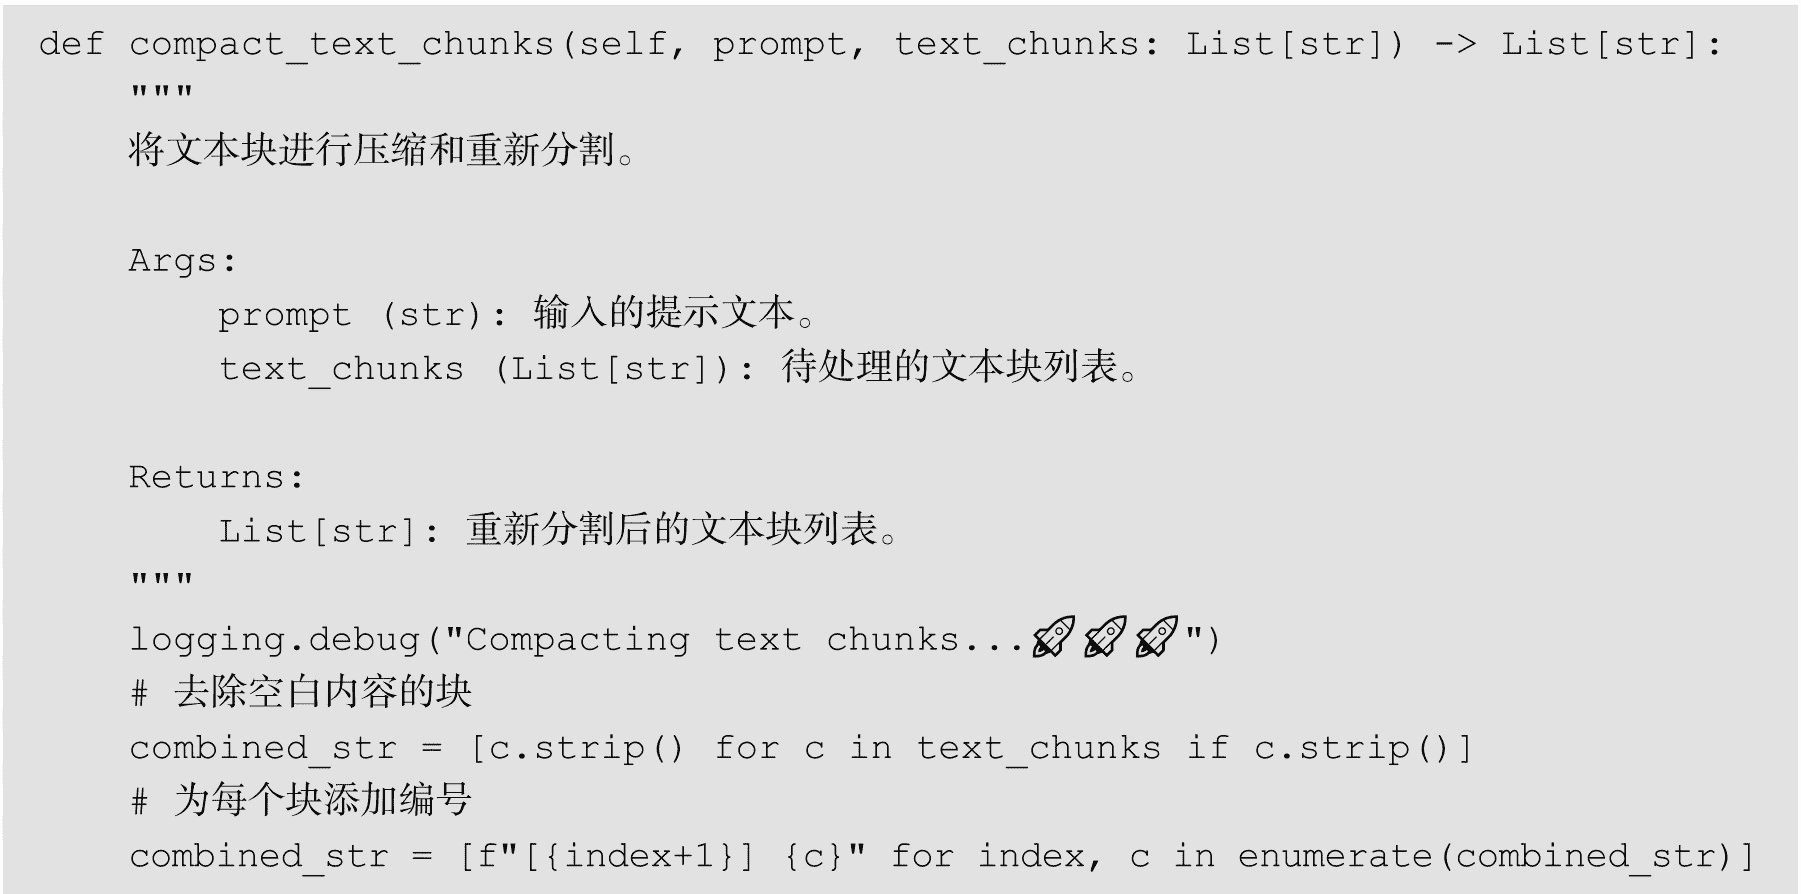 def compact_text_chunks(self, prompt, text_chunks: List[str]) -> List[str]:
    """
    将文本块进行压缩和重新分割。

    Args:
        prompt (str): 输入的提示文本。
        text_chunks (List[str]): 待处理的文本块列表。

    Returns:
        List[str]: 重新分割后的文本块列表。
    """
    logging.debug("Compacting text chunks...🚀🚀🚀")
    # 去除空白内容的块
    combined_str = [c.strip() for c in text_chunks if c.strip()]
    # 为每个块添加编号
    combined_str = [f"[{index+1}] {c}" for index, c in enumerate(combined_str)]